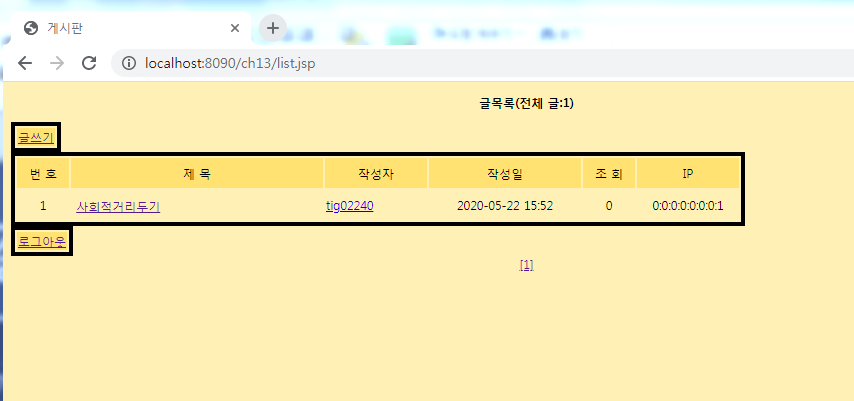 게시판
localhost:8090/ch13/list.jsp
글목록(전체 글:1)
글쓰기
번 호 제 목 작성자 작성일 조 회 IP
1 사회적거리두기 tig02240 2020-05-22 15:52 0 0:0:0:0:0:0:0:1
로그아웃
[1]